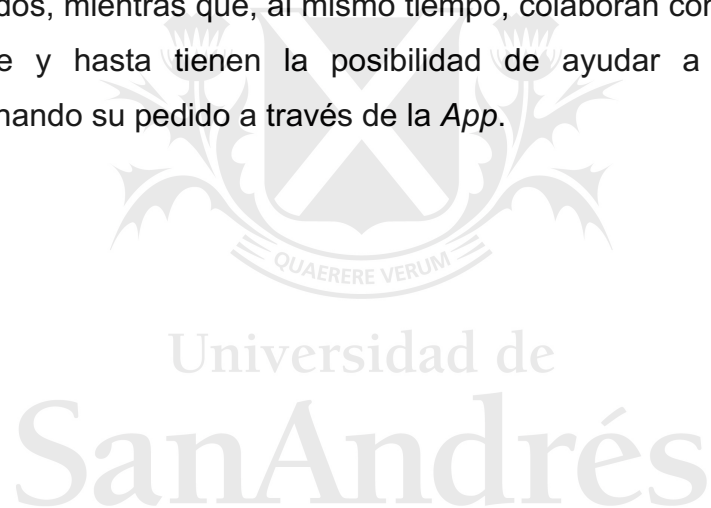 dos, mientras que, al mismo tiempo, colaboran con
e y hasta tienen la posibilidad de ayudar a
nando su pedido a través de la App.
QUAERERE VERUM
Universidad de
SanAndrés